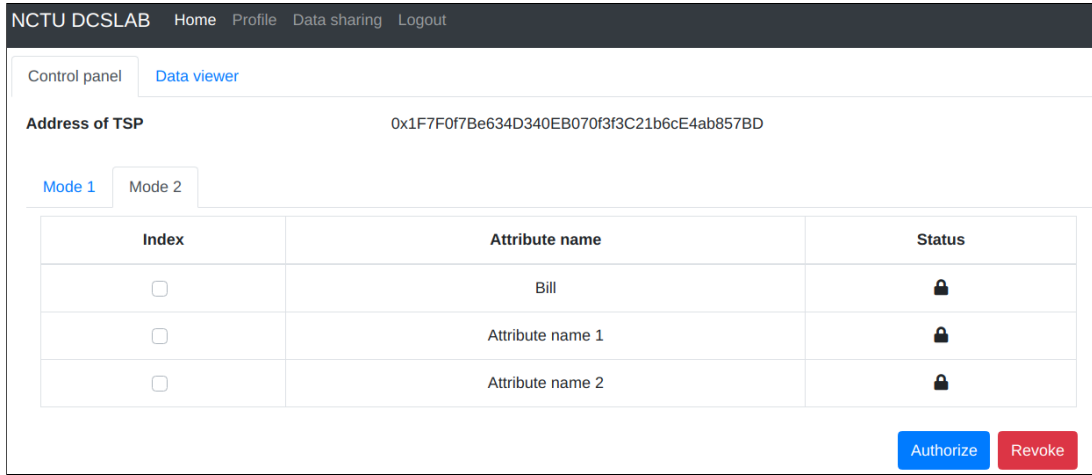 NCTU DCSLAB Home Profile Data sharing Logout
Control panel Data viewer
Address of TSP 0x1F7F0f7Be634D340EB070f3f3C21b6cE4ab857BD
Mode 1 Mode 2
Index Attribute name Status
Bill
Attribute name 1
Attribute name 2
Authorize Revoke